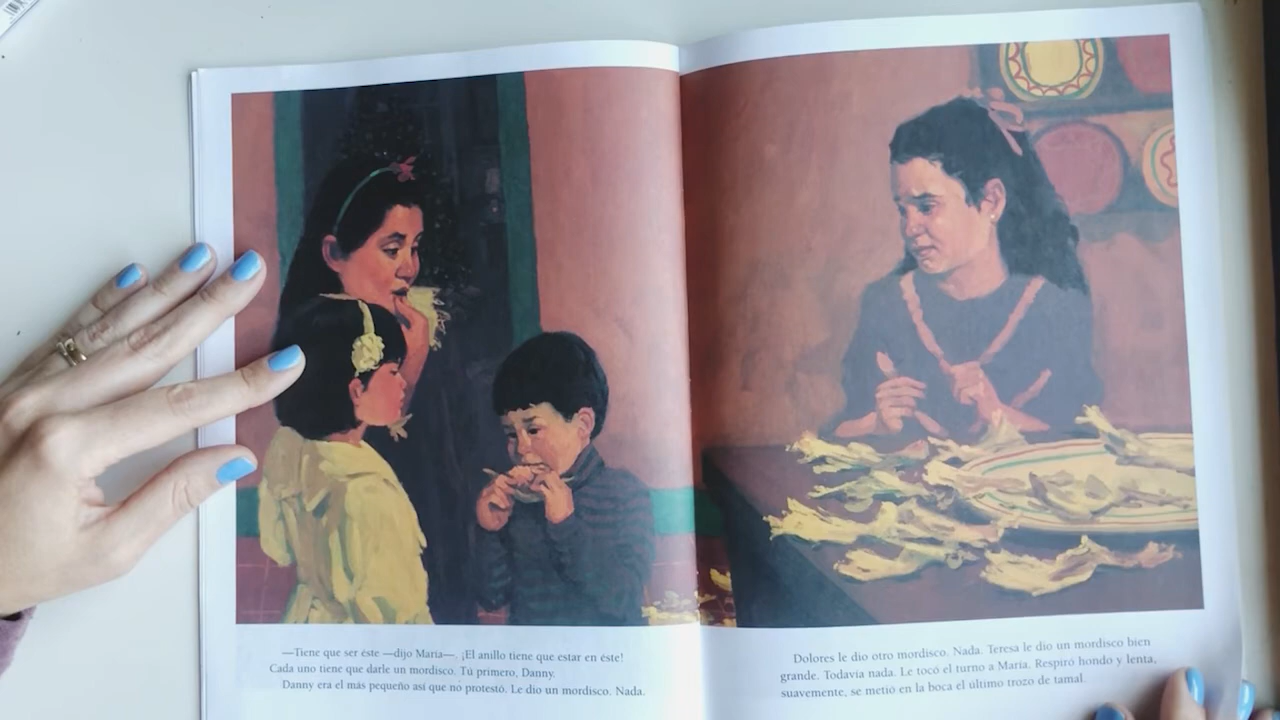 —Tiene que ser éste —dijo María—. ¡El anillo tiene que estar en éste!
Cada uno tiene que darle un mordisco. Tú primero, Danny.
Danny era el más pequeño así que no protestó. Le dio un mordisco. Nada.
Dolores le dio otro mordisco. Nada. Teresa le dio un mordisco bien
grande. Todavía nada. Le tocó el turno a María. Respiró hondo y lenta,
suavemente, se metió en la boca el último trozo de tamal.